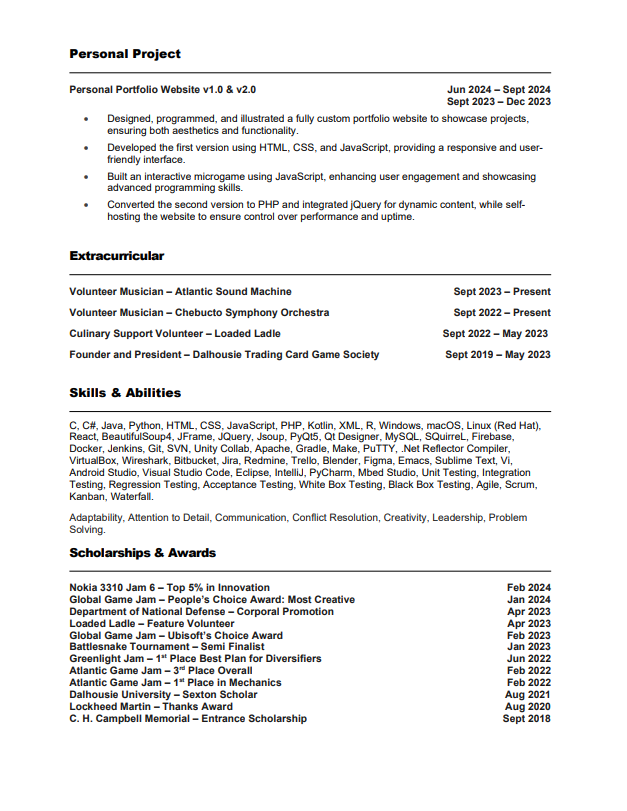 Personal Project
Personal Portfolio Website v1.0 & v2.0 Jun 2024 – Sept 2024
Sept 2023 – Dec 2023
• Designed, programmed, and illustrated a fully custom portfolio website to showcase projects,
ensuring both aesthetics and functionality.
• Developed the first version using HTML, CSS, and JavaScript, providing a responsive and user-
friendly interface.
• Built an interactive microgame using JavaScript, enhancing user engagement and showcasing
advanced programming skills.
• Converted the second version to PHP and integrated jQuery for dynamic content, while self-
hosting the website to ensure control over performance and uptime.
Extracurricular
Volunteer Musician – Atlantic Sound Machine Sept 2023 – Present
Volunteer Musician – Chebucto Symphony Orchestra Sept 2022 – Present
Culinary Support Volunteer – Loaded Ladle Sept 2022 – May 2023
Founder and President – Dalhousie Trading Card Game Society Sept 2019 – May 2023
Skills & Abilities
C, C#, Java, Python, HTML, CSS, JavaScript, PHP, Kotlin, XML, R, Windows, macOS, Linux (Red Hat),
React, BeautifulSoup4, JFrame, JQuery, Jsoup, PyQt5, Qt Designer, MySQL, SQuirreL, Firebase,
Docker, Jenkins, Git, SVN, Unity Collab, Apache, Gradle, Make, PuTTY, .Net Reflector Compiler,
VirtualBox, Wireshark, Bitbucket, Jira, Redmine, Trello, Blender, Figma, Emacs, Sublime Text, Vi,
Android Studio, Visual Studio Code, Eclipse, IntelliJ, PyCharm, Mbed Studio, Unit Testing, Integration
Testing, Regression Testing, Acceptance Testing, White Box Testing, Black Box Testing, Agile, Scrum,
Kanban, Waterfall.
Adaptability, Attention to Detail, Communication, Conflict Resolution, Creativity, Leadership, Problem
Solving.
Scholarships & Awards
Nokia 3310 Jam 6 – Top 5% in Innovation Feb 2024
Global Game Jam – People's Choice Award: Most Creative Jan 2024
Department of National Defense – Corporal Promotion Apr 2023
Loaded Ladle – Feature Volunteer Apr 2023
Global Game Jam – Ubisoft's Choice Award Feb 2023
Battlesnake Tournament – Semi Finalist Jan 2023
Greenlight Jam – 1st Place Best Plan for Diversifiers Jun 2022
Atlantic Game Jam – 3rd Place Overall Feb 2022
Atlantic Game Jam – 1st Place in Mechanics Feb 2022
Dalhousie University – Sexton Scholar Aug 2021
Lockheed Martin – Thanks Award Aug 2020
C. H. Campbell Memorial – Entrance Scholarship Sept 2018